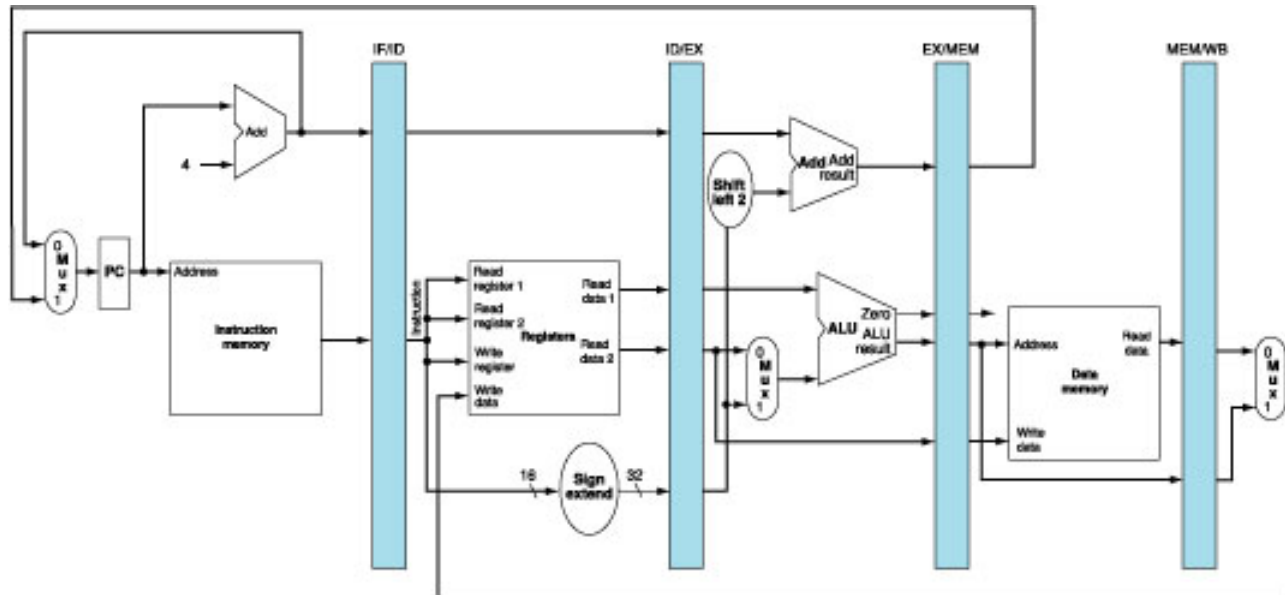 IF/ID
ID/EX
EX/MEM
MEM/WB
Add
4
Add Add
result
Shift
left 2
0
M
u
x
1
PC
Address
Instruction
memory
Instruction
Read
register 1
Read
register 2
Registers
Write
register
Write
data
Read
data 1
Read
data 2
0
M
u
x
1
Zero
ALU ALU
result
Address
Read
data
Data
memory
Write
data
0
M
u
x
1
16
Sign
extend
32